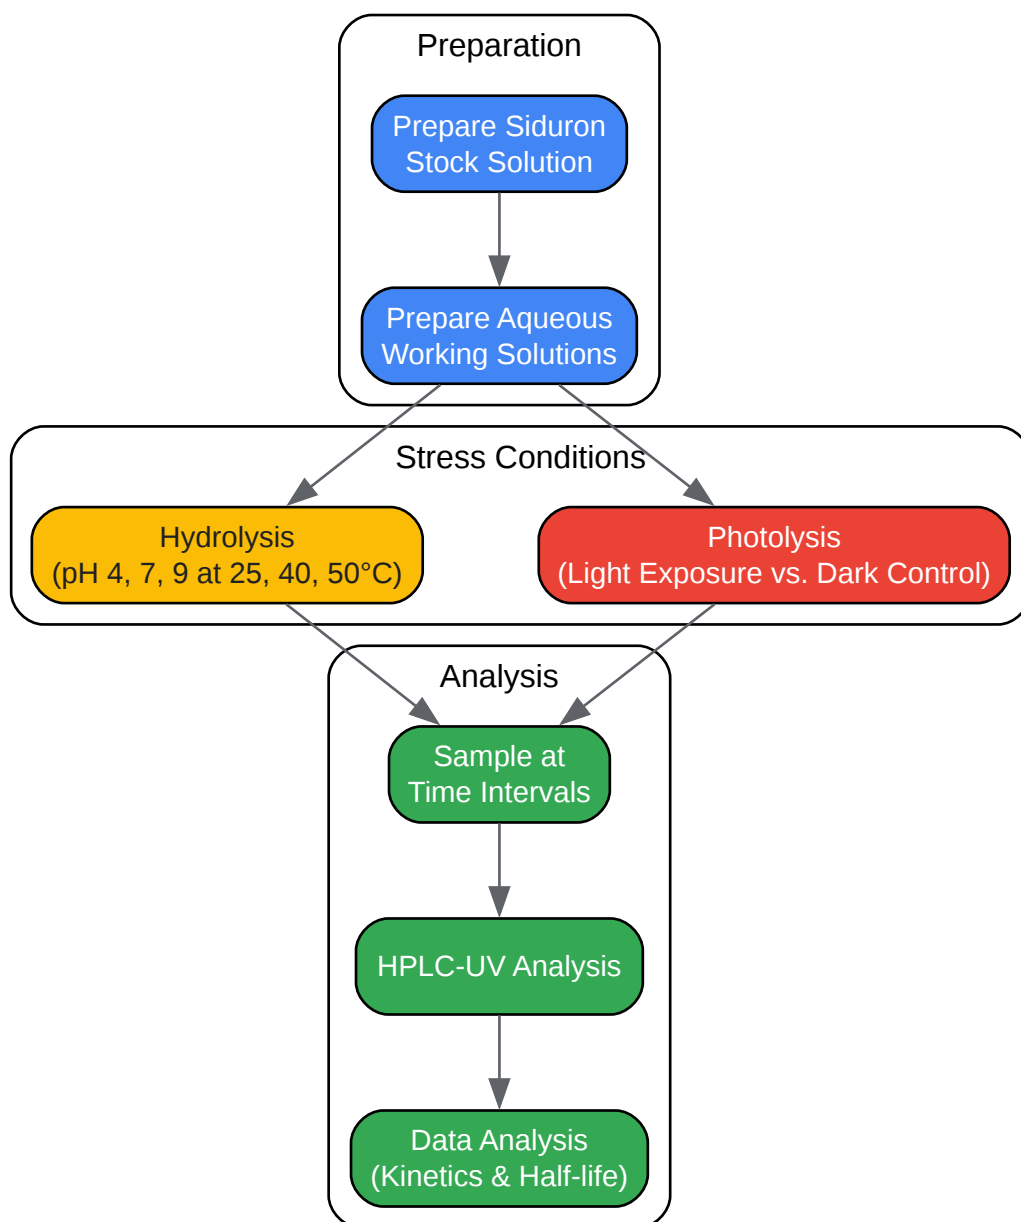 Preparation
Prepare Siduron
Stock Solution
Prepare Aqueous
Working Solutions
Stress Conditions
Hydrolysis
(pH 4, 7, 9 at 25, 40, 50°C)
Photolysis
(Light Exposure vs. Dark Control)
Analysis
Sample at
Time Intervals
HPLC-UV Analysis
Data Analysis
(Kinetics & Half-life)